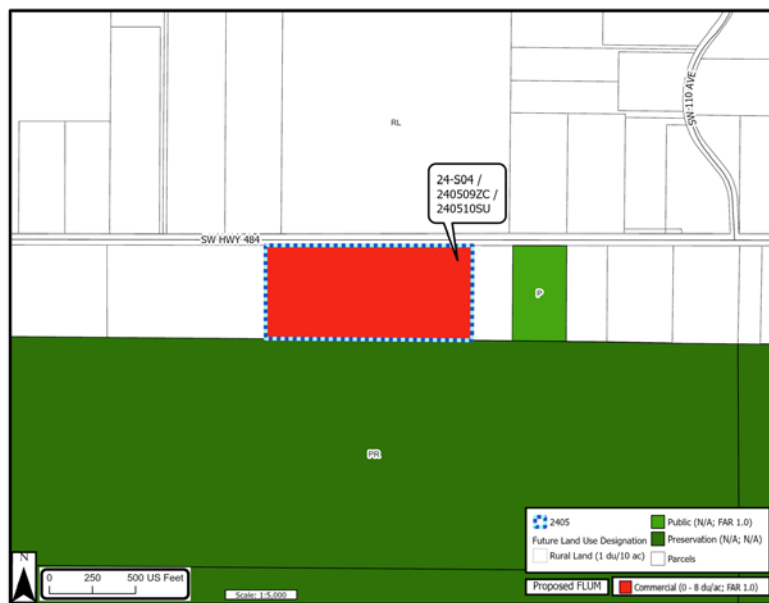 RL
SW 110 AVE
24-S04 /
240509ZC /
240510SU
SW HWY 484
P
PR
2405
Future Land Use Designation
Rural Land (1 du/10 ac)
Public (N/A; FAR 1.0)
Preservation (N/A; N/A)
Parcels
Proposed FLUM
Commercial (0 - 8 du/ac; FAR 1.0)
N
0 250 500 US Feet
Scale: 1:5,000